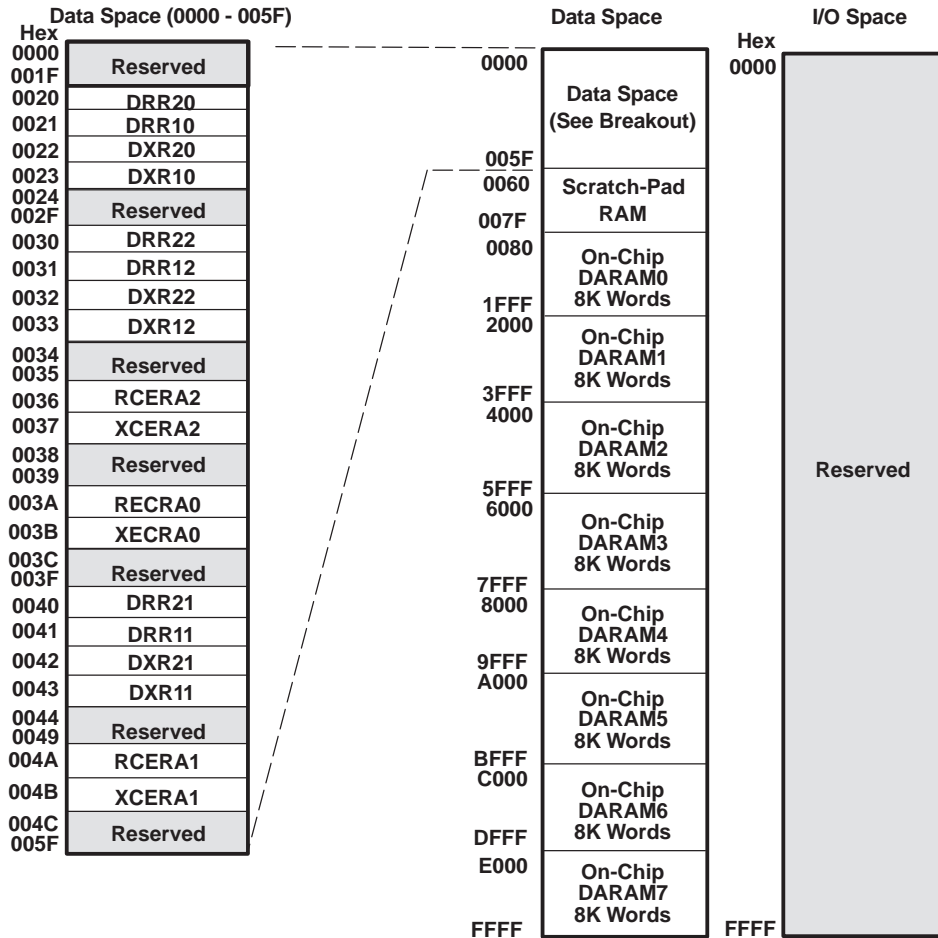 Data Space (0000 - 005F)
Hex
0000
001F
Reserved
0020
DRR20
0021
DRR10
0022
DXR20
0023
DXR10
0024
002F
Reserved
0030
DRR22
0031
DRR12
0032
DXR22
0033
DXR12
0034
0035
Reserved
0036
RCERA2
0037
XCERA2
0038
0039
Reserved
003A
RECRA0
003B
XECRA0
003C
003F
Reserved
0040
DRR21
0041
DRR11
0042
DXR21
0043
DXR11
0044
0049
Reserved
004A
RCERA1
004B
XCERA1
004C
005F
Reserved
Data Space
0000
Data Space
(See Breakout)
005F
0060
Scratch-Pad
RAM
007F
0080
On-Chip
DARAM0
8K Words
1FFF
2000
On-Chip
DARAM1
8K Words
3FFF
4000
On-Chip
DARAM2
8K Words
5FFF
6000
On-Chip
DARAM3
8K Words
7FFF
8000
On-Chip
DARAM4
8K Words
9FFF
A000
On-Chip
DARAM5
8K Words
BFFF
C000
On-Chip
DARAM6
8K Words
DFFF
E000
On-Chip
DARAM7
8K Words
FFFF
I/O Space
Hex
0000
Reserved
FFFF